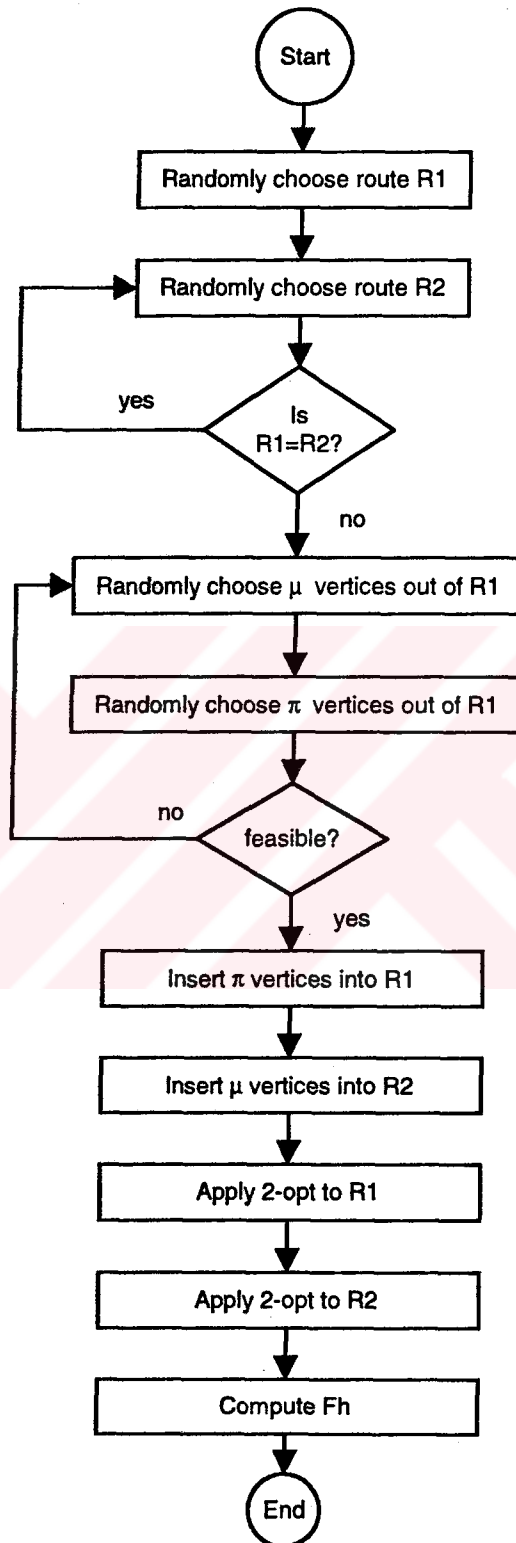 Start
Randomly choose route R1
Randomly choose route R2
yes
Is
R1=R2?
no
Randomly choose μ vertices out of R1
Randomly choose π vertices out of R1
no
feasible?
yes
Insert π vertices into R1
Insert μ vertices into R2
Apply 2-opt to R1
Apply 2-opt to R2
Compute Fh
End